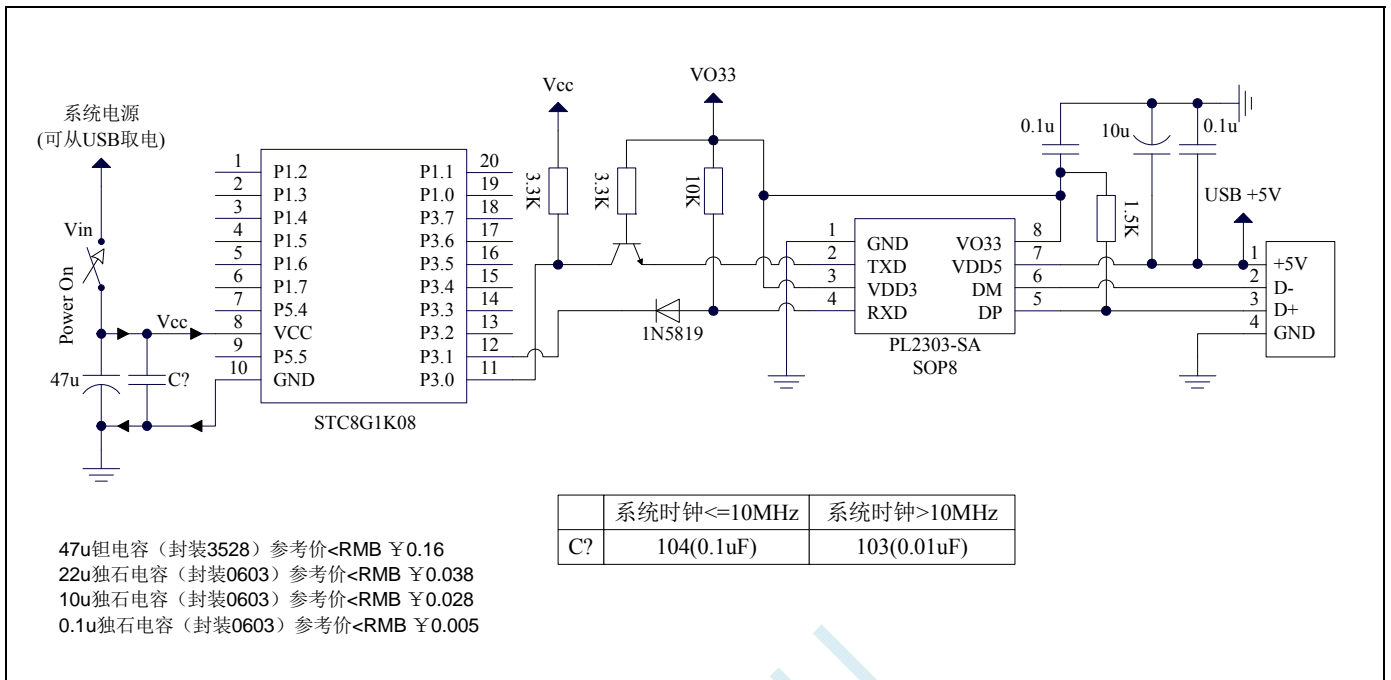 系统电源
(可从USB取电)
Vin
Power On
Vcc
47u
C?
1 P1.2
2 P1.3
3 P1.4
4 P1.5
5 P1.6
6 P1.7
7 P5.4
8 VCC
9 P5.5
10 GND
P1.1 20
P1.0 19
P3.7 18
P3.6 17
P3.5 16
P3.4 15
P3.3 14
P3.2 13
P3.1 12
P3.0 11
STC8G1K08
Vcc
3.3K
3.3K
VO33
10K
1N5819
1 GND
2 TXD
3 VDD3
4 RXD
VO33 8
VDD5 7
DM 6
DP 5
PL2303-SA
SOP8
0.1u
10u
0.1u
1.5K
USB +5V
1 +5V
2 D-
3 D+
4 GND
系统时钟<=10MHz 系统时钟>10MHz
C? 104(0.1uF) 103(0.01uF)
47u钽电容（封装3528）参考价<RMB ￥0.16
22u独石电容（封装0603）参考价<RMB ￥0.038
10u独石电容（封装0603）参考价<RMB ￥0.028
0.1u独石电容（封装0603）参考价<RMB ￥0.005